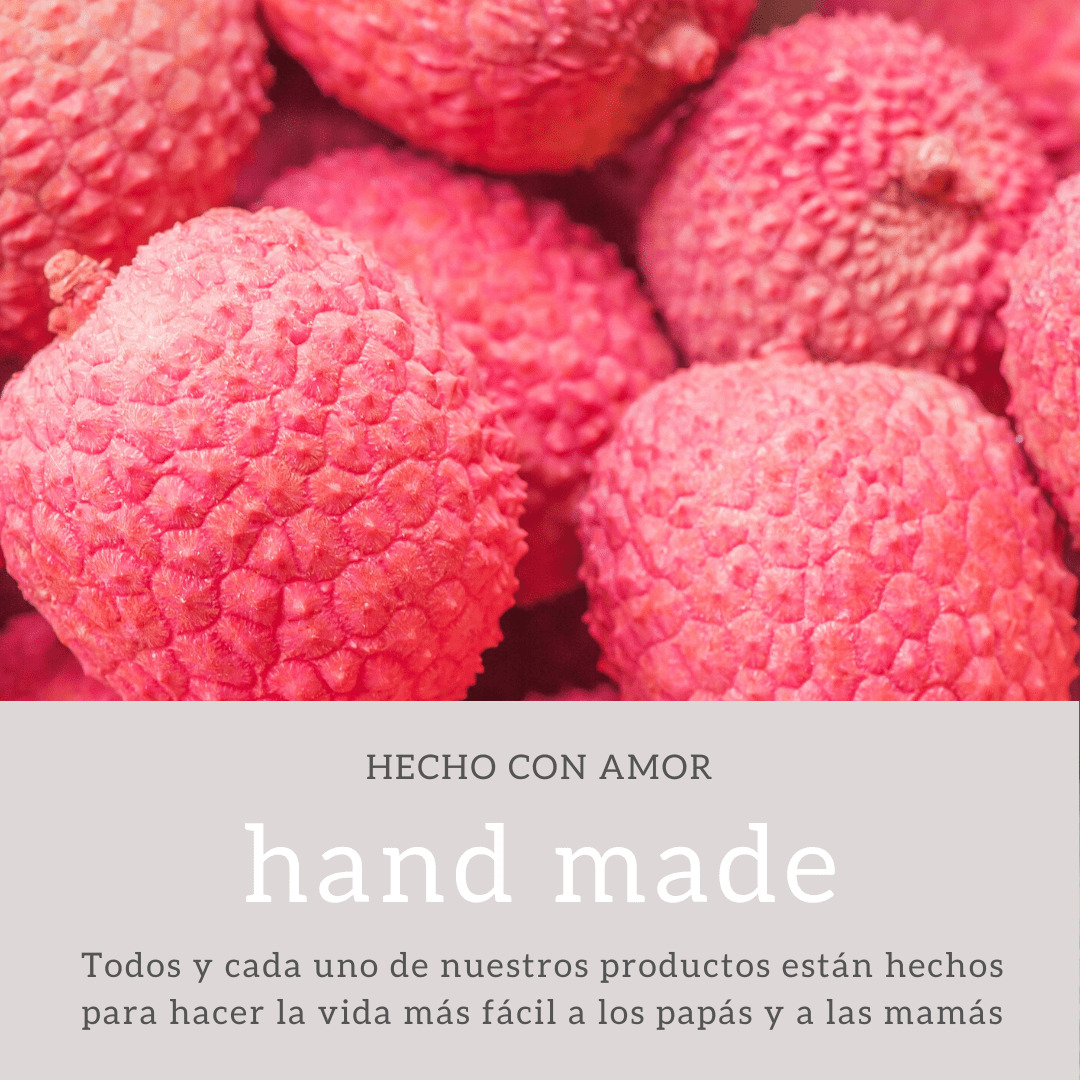 HECHO CON AMOR
hand made
Todos y cada uno de nuestros productos están hechos
para hacer la vida más fácil a los papás y a las mamás